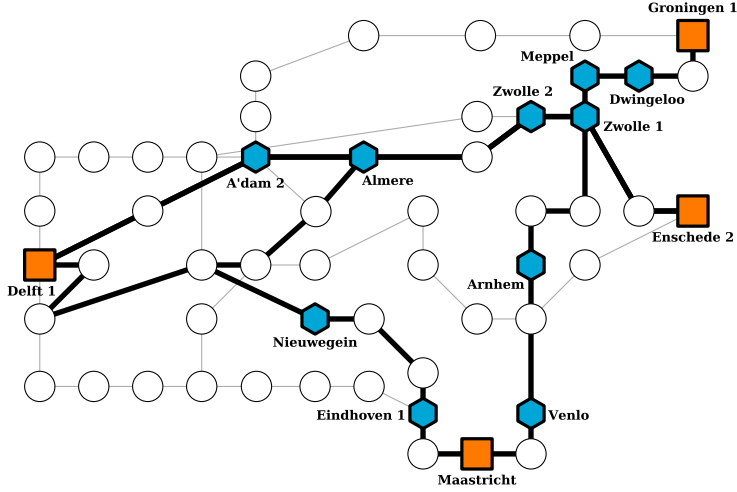 Groningen 1
Meppel
Zwolle 2
Dwingeloo
Zwolle 1
A'dam 2
Almere
Enschede 2
Delft 1
Arnhem
Nieuwegein
Eindhoven 1
Venlo
Maastricht